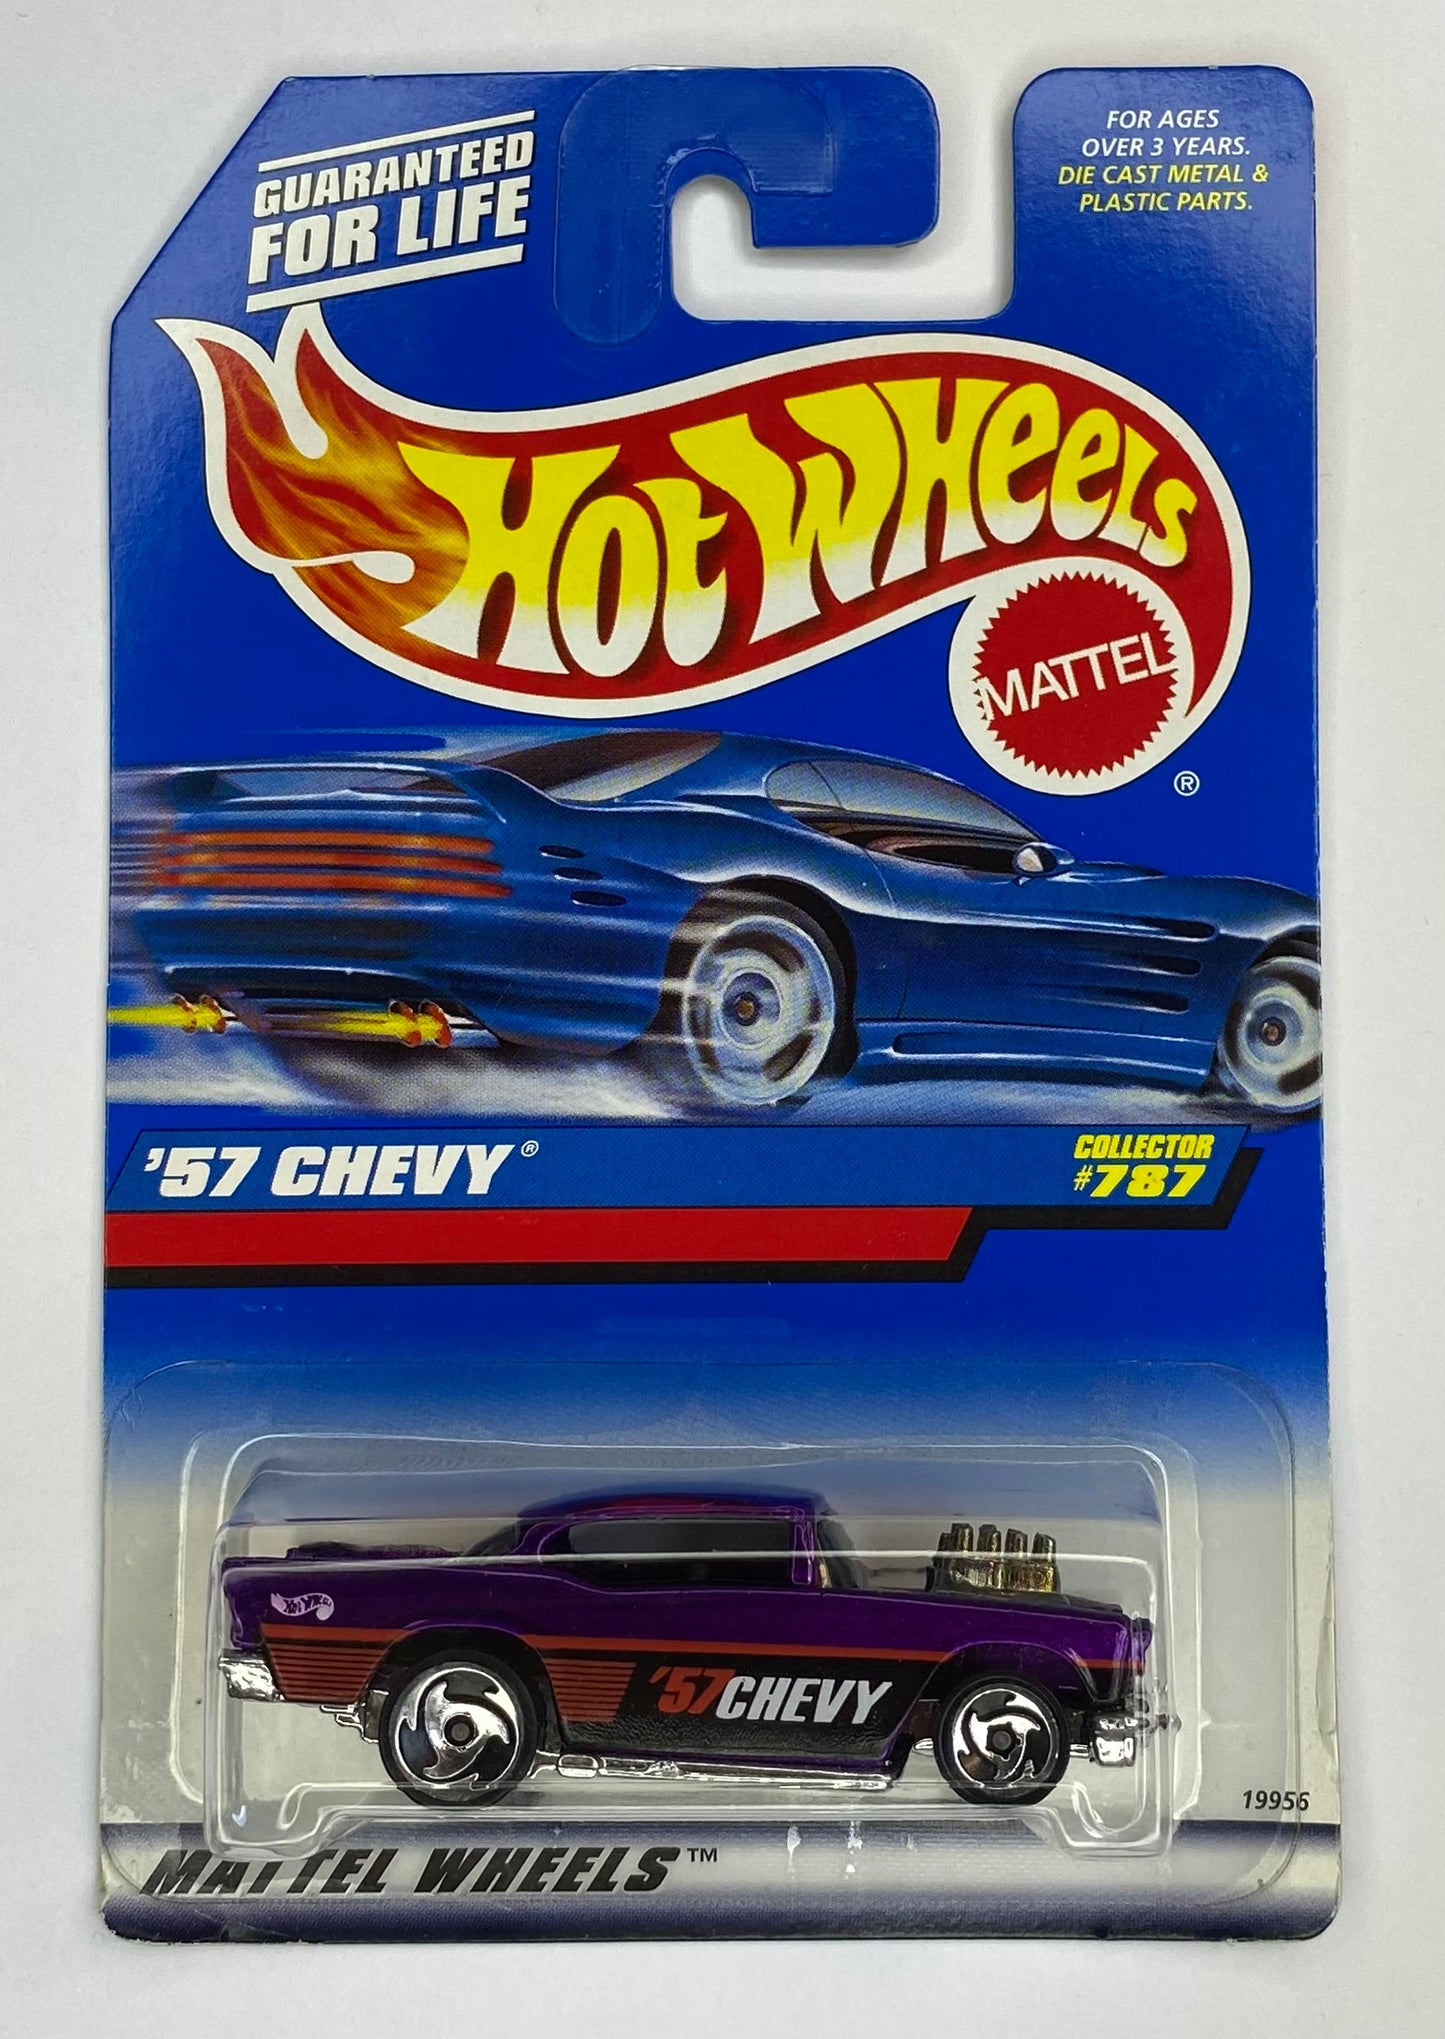 GUARANTEED
FOR LIFE
FOR AGES
OVER 3 YEARS.
DIE CAST METAL &
PLASTIC PARTS.
HOT WHEELS
MATTEL
®
'57 CHEVY®
COLLECTOR
#787
HOT WHEELS
'57 CHEVY
19956
MATTEL WHEELS™